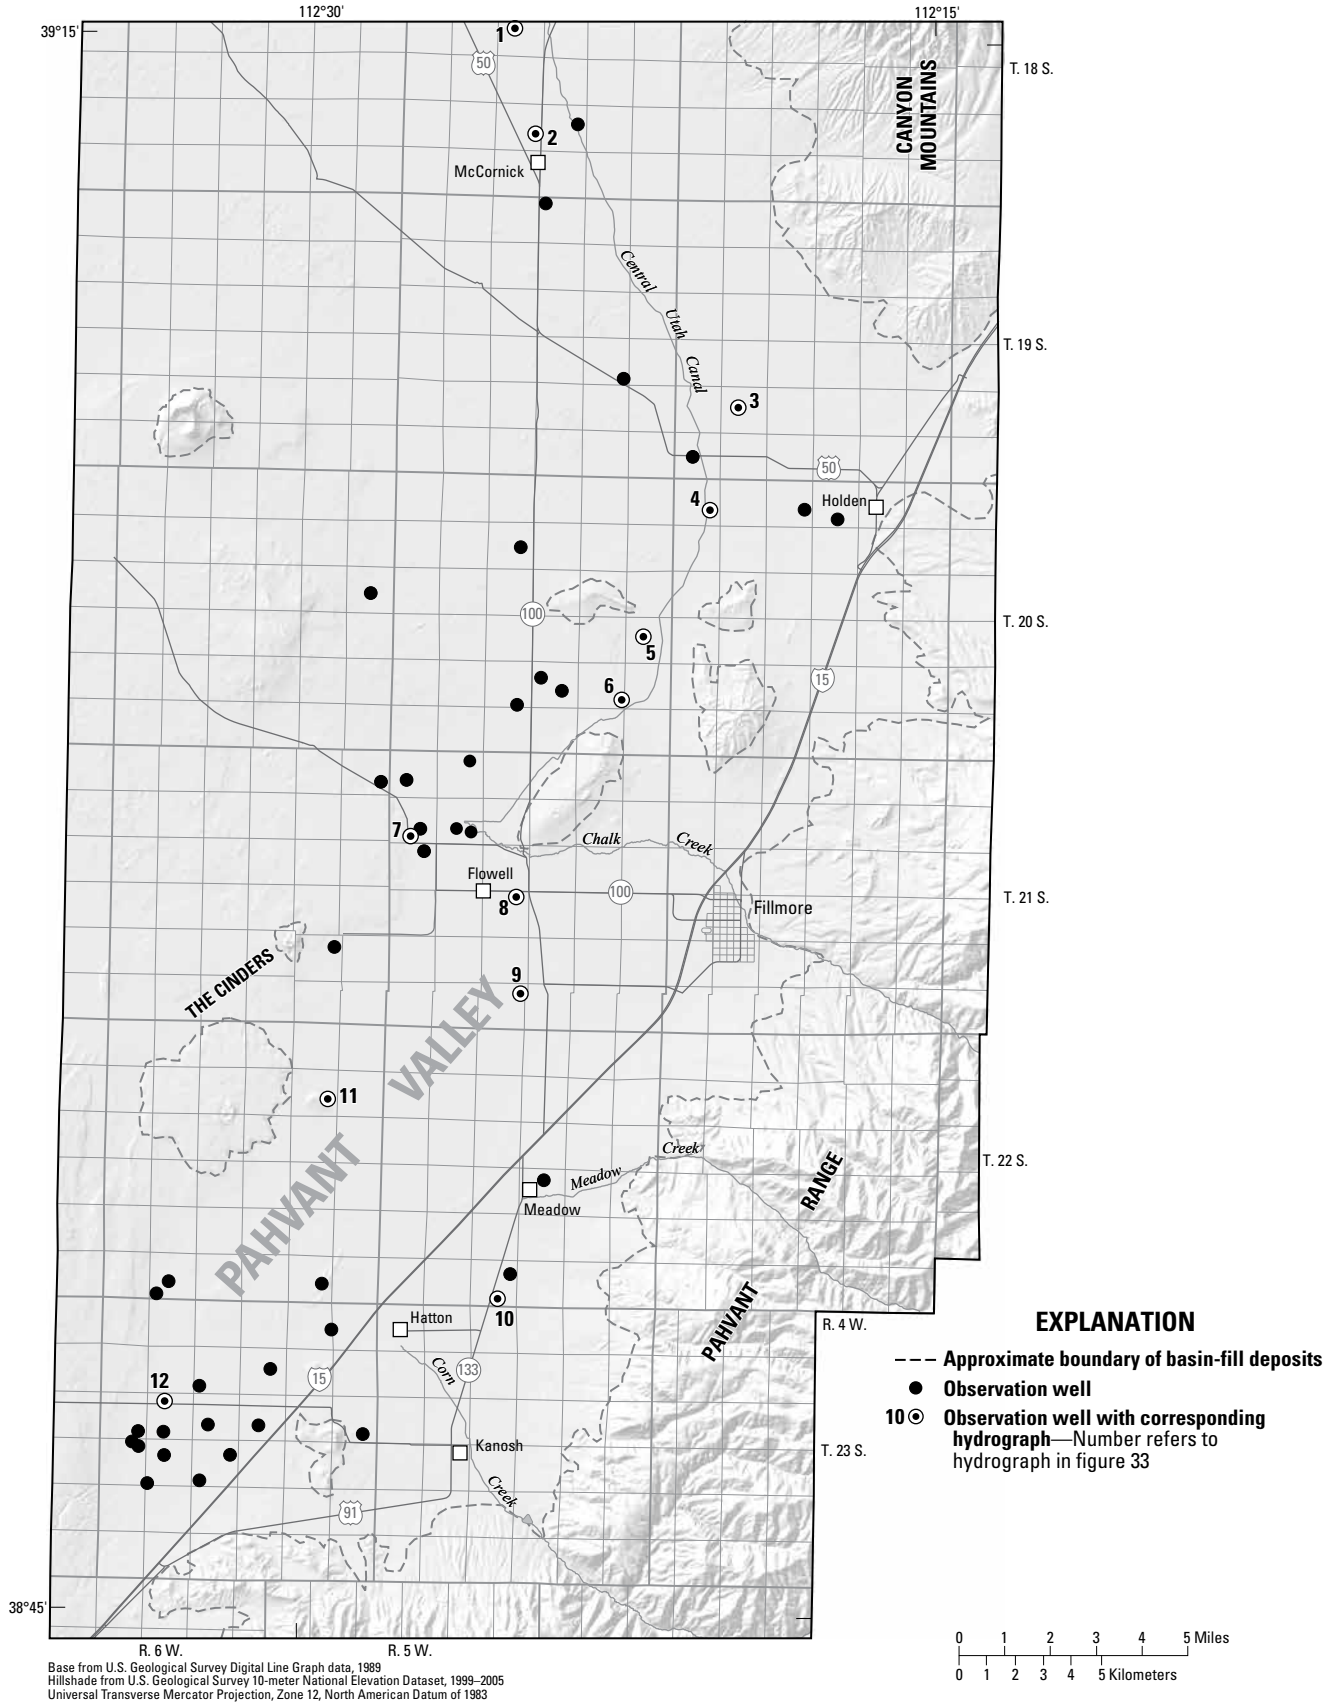 112°30'
112°15'
39°15'
1
50
T. 18 S.
CANYON
MOUNTAINS
2
McCornick
Central
Utah
Canal
T. 19 S.
3
50
4
Holden
100
T. 20 S.
5
15
6
7
Chalk
Creek
Flowell
100
8
Fillmore
T. 21 S.
THE CINDERS
9
VALLEY
11
PAHVANT
Creek
Meadow
T. 22 S.
RANGE
Meadow
PAHVANT
10
Hatton
R. 4 W.
133
Corn
15
12
Kanosh
T. 23 S.
Creek
91
38°45'
R. 6 W.
R. 5 W.
EXPLANATION
Approximate boundary of basin-fill deposits
Observation well
10 Observation well with corresponding
hydrograph—Number refers to
hydrograph in figure 33
0 1 2 3 4 5 Miles
0 1 2 3 4 5 Kilometers
Base from U.S. Geological Survey Digital Line Graph data, 1989
Hillshade from U.S. Geological Survey 10-meter National Elevation Dataset, 1999–2005
Universal Transverse Mercator Projection, Zone 12, North American Datum of 1983